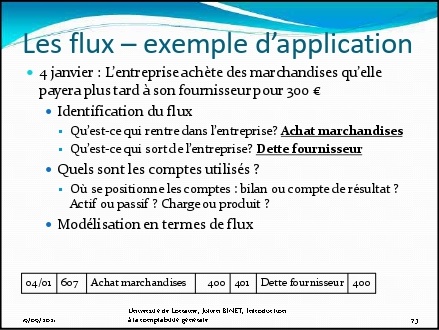 Les flux – exemple d'application
4 janvier : L'entreprise achète des marchandises qu'elle
payera plus tard à son fournisseur pour 300 €
Identification du flux
Qu'est-ce qui rentre dans l'entreprise? Achat marchandises
Qu'est-ce qui sort de l'entreprise? Dette fournisseur
Quels sont les comptes utilisés ?
Où se positionne les comptes : bilan ou compte de résultat ?
Actif ou passif ? Charge ou produit ?
Modélisation en termes de flux
04/01 607 Achat marchandises 400 401 Dette fournisseur 400
Université de Lorraine, Julien BINET, Introduction
à la comptabilité générale